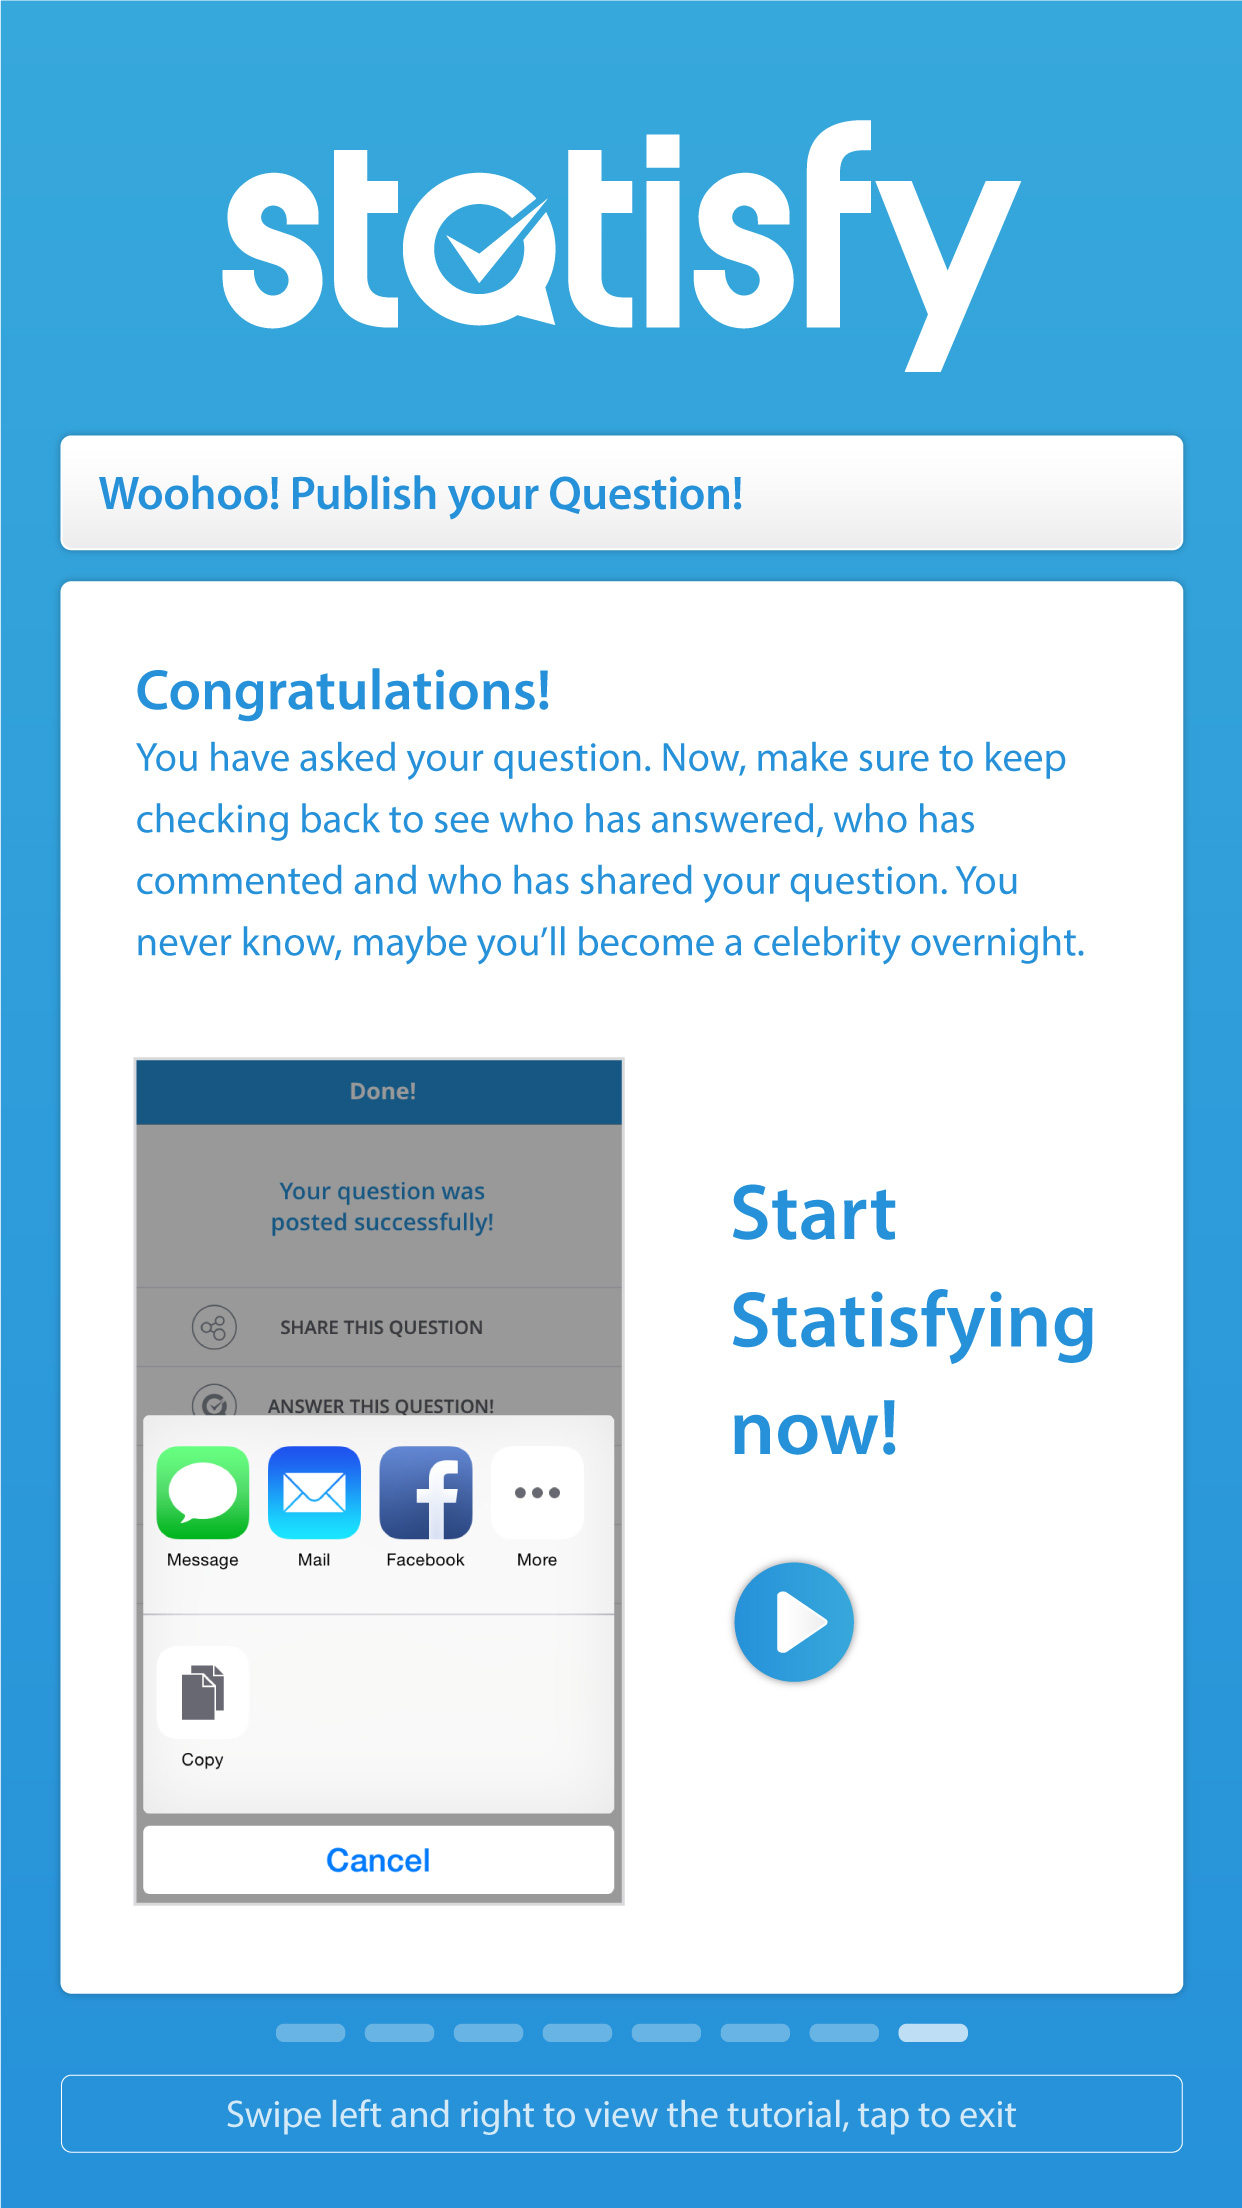 statisfy
Woohoo! Publish your Question!
Congratulations!
You have asked your question. Now, make sure to keep
checking back to see who has answered, who has
commented and who has shared your question. You
never know, maybe you’ll become a celebrity overnight.
Done!
Your question was
posted successfully!
SHARE THIS QUESTION
ANSWER THIS QUESTION!
Message Mail Facebook More
Copy
Cancel
Start
Statisfying
now!
Swipe left and right to view the tutorial, tap to exit